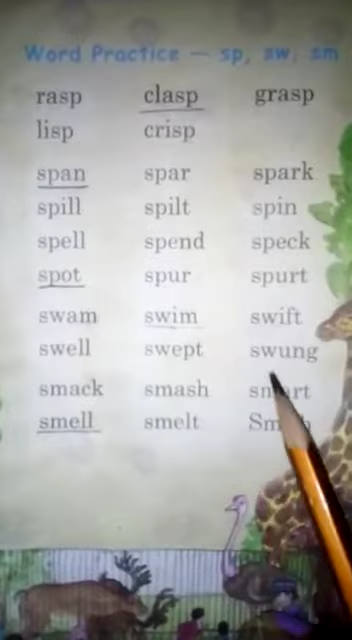 Word Practice — sp, sw, sm
rasp clasp grasp
lisp crisp
span spar spark
spill spilt spin
spell spend speck
spot spur spurt
swam swim swift
swell swept swung
smack smash smart
smell smelt